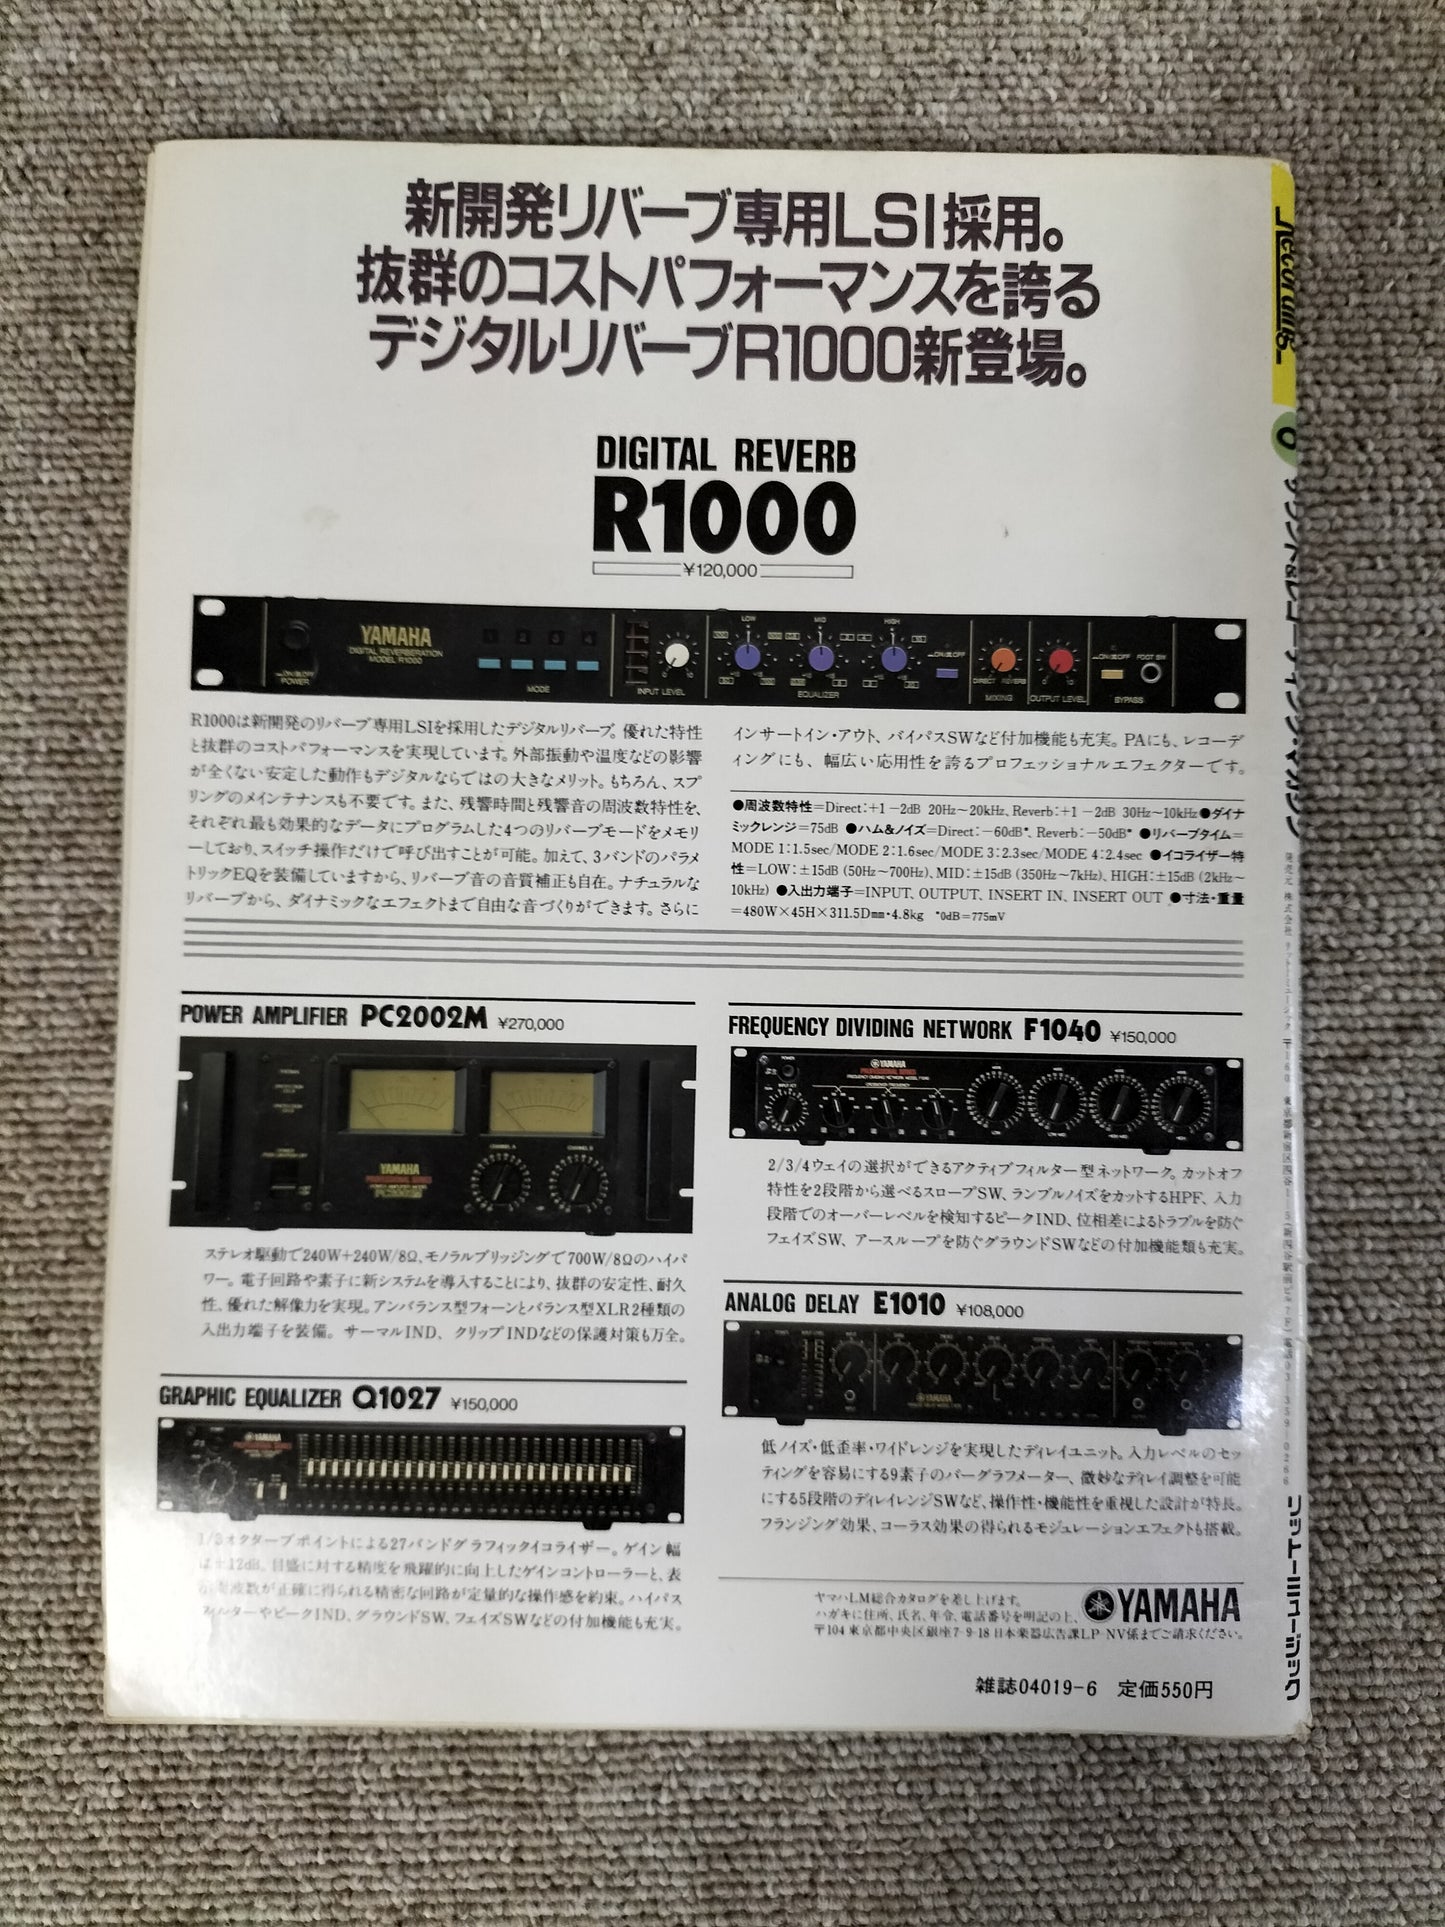 新開発リバーブ専用LSI採用。
抜群のコストパフォーマンスを誇る
デジタルリバーブR1000新登場。
DIGITAL REVERB
R1000
¥120,000
YAMAHA
DIGITAL REVERBERATION
MODEL R1000
ON/OFF
POWER
1 2 3 4
MODE
INPUT LEVEL
LOW MID HIGH
EQUALIZER
ON/OFF
DIRECT REVERB
MIXING
OUTPUT LEVEL
ON/OFF FOOT SW
BYPASS
R1000は新開発のリバーブ専用LSIを採用したデジタルリバーブ。優れた特性
と抜群のコストパフォーマンスを実現しています。外部振動や温度などの影響
が全くない安定した動作もデジタルならではの大きなメリット。もちろん、スプ
リングのメインテナンスも不要です。また、残響時間と残響音の周波数特性を、
それぞれ最も効果的なデータにプログラムした4つのリバーブモードをメモリ
ーしており、スイッチ操作だけで呼び出すことが可能。加えて、3バンドのパラメ
トリックEQを装備していますから、リバーブ音の音質補正も自在。ナチュラルな
リバーブから、ダイナミックなエフェクトまで自由な音づくりができます。さらに
インサートイン・アウト、バイパスSWなど付加機能も充実。PAにも、レコーデ
ィングにも、幅広い応用性を誇るプロフェッショナルエフェクターです。
●周波数特性=Direct:+1 −2dB 20Hz〜20kHz、Reverb:+1 −2dB 30Hz〜10kHz●ダイナ
ミックレンジ=75dB ●ハム&ノイズ=Direct:−60dB*、Reverb:−50dB* ●リバーブタイム=
MODE 1:1.5sec/MODE 2:1.6sec/MODE 3:2.3sec/MODE 4:2.4sec ●イコライザー特
性=LOW:±15dB (50Hz〜700Hz)、MID:±15dB (350Hz〜7kHz)、HIGH:±15dB (2kHz〜
10kHz) ●入出力端子=INPUT, OUTPUT, INSERT IN, INSERT OUT ●寸法・重量
=480W×45H×311.5Dmm・4.8kg *0dB=775mV
POWER AMPLIFIER PC2002M ¥270,000
YAMAHA
PROFESSIONAL SERIES
ステレオ駆動で240W+240W/8Ω、モノラルブリッジングで700W/8Ωのハイパ
ワー。電子回路や素子に新システムを導入することにより、抜群の安定性、耐久
性、優れた解像力を実現。アンバランス型フォーンとバランス型XLR2種類の
入出力端子を装備。サーマルIND、クリップINDなどの保護対策も万全。
GRAPHIC EQUALIZER Q1027 ¥150,000
YAMAHA
1/3オクターブポイントによる27バンドグラフィックイコライザー。ゲイン幅
は±12dB。目盛に対する精度を飛躍的に向上したゲインコントローラーと、表
周波数が正確に得られる精密な回路が定量的な操作感を約束。ハイパス
フィルターやピークIND、グラウンドSW、フェイズSWなどの付加機能も充実。
FREQUENCY DIVIDING NETWORK F1040 ¥150,000
YAMAHA
PROFESSIONAL SERIES
2/3/4ウェイの選択ができるアクティブフィルター型ネットワーク。カットオフ
特性を2段階から選べるスロープSW、ランブルノイズをカットするHPF、入力
段階でのオーバーレベルを検知するピークIND、位相差によるトラブルを防ぐ
フェイズSW、アースループを防ぐグラウンドSWなどの付加機能類も充実。
ANALOG DELAY E1010 ¥108,000
YAMAHA
低ノイズ・低歪率・ワイドレンジを実現したディレイユニット。入力レベルのセッ
ティングを容易にする9素子のバーグラフメーター、微妙なディレイ調整を可能
にする5段階のディレイレンジSWなど、操作性・機能性を重視した設計が特長。
フランジング効果、コーラス効果の得られるモジュレーションエフェクトも搭載。
ヤマハLM総合カタログを差し上げます。
ハガキに住所、氏名、年令、電話番号を明記の上、
〒104 東京都中央区銀座7-9-18 日本楽器広告課LP-NV係までご請求ください。
YAMAHA
雑誌04019-6 定価550円
サウンド&レコーディング・マガジン
発売元 株式会社 リットーミュージック 〒160 東京都新宿区四谷1-5
リットーミュージック